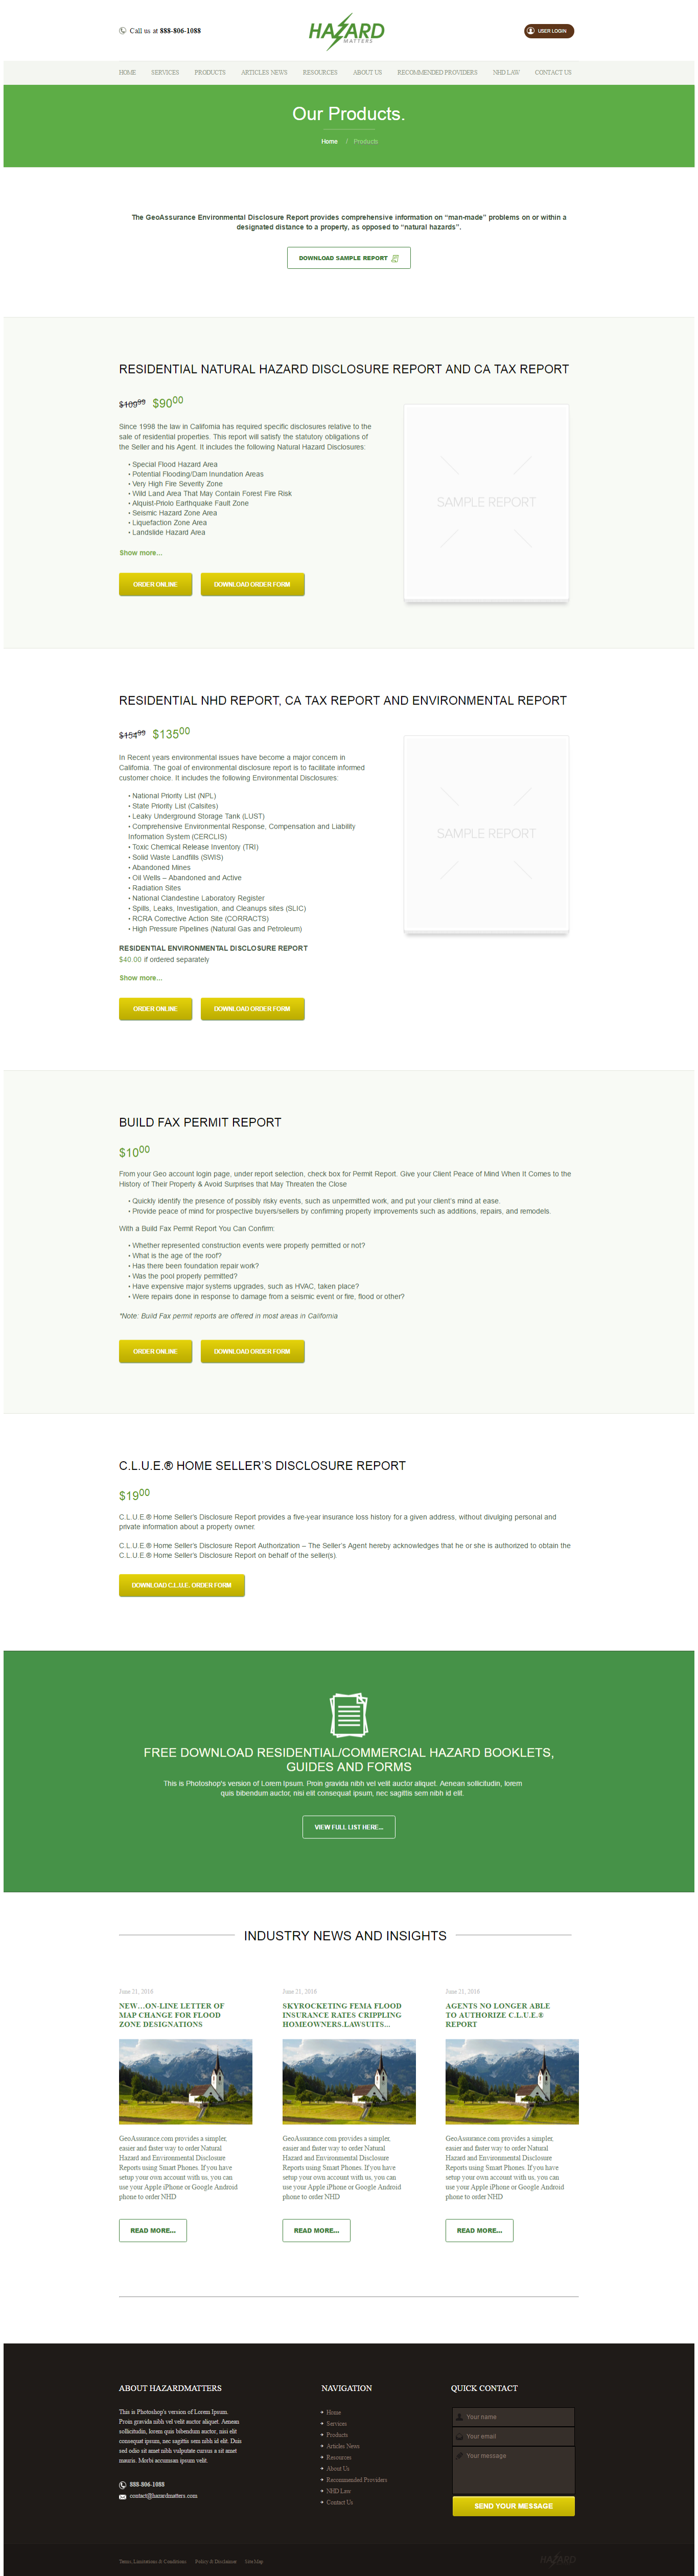 Call us at 888-806-1088
HAZARD
MATTERS
USER LOGIN
HOME SERVICES PRODUCTS ARTICLES NEWS RESOURCES ABOUT US RECOMMENDED PROVIDERS NHD LAW CONTACT US
Our Products.
Home / Products
The GeoAssurance Environmental Disclosure Report provides comprehensive information on “man-made” problems on or within a
designated distance to a property, as opposed to “natural hazards”.
DOWNLOAD SAMPLE REPORT
RESIDENTIAL NATURAL HAZARD DISCLOSURE REPORT AND CA TAX REPORT
$109⁹⁹ $90⁰⁰
Since 1998 the law in California has required specific disclosures relative to the
sale of residential properties. This report will satisfy the statutory obligations of
the Seller and his Agent. It includes the following Natural Hazard Disclosures:
• Special Flood Hazard Area
• Potential Flooding/Dam Inundation Areas
• Very High Fire Severity Zone
• Wild Land Area That May Contain Forest Fire Risk
• Alquist-Priolo Earthquake Fault Zone
• Seismic Hazard Zone Area
• Liquefaction Zone Area
• Landslide Hazard Area
Show more...
ORDER ONLINE DOWNLOAD ORDER FORM
SAMPLE REPORT
RESIDENTIAL NHD REPORT, CA TAX REPORT AND ENVIRONMENTAL REPORT
$154⁹⁹ $135⁰⁰
In Recent years environmental issues have become a major concern in
California. The goal of environmental disclosure report is to facilitate informed
customer choice. It includes the following Environmental Disclosures:
• National Priority List (NPL)
• State Priority List (Calsites)
• Leaky Underground Storage Tank (LUST)
• Comprehensive Environmental Response, Compensation and Liability
Information System (CERCLIS)
• Toxic Chemical Release Inventory (TRI)
• Solid Waste Landfills (SWIS)
• Abandoned Mines
• Oil Wells – Abandoned and Active
• Radiation Sites
• National Clandestine Laboratory Register
• Spills, Leaks, Investigation, and Cleanups sites (SLIC)
• RCRA Corrective Action Site (CORRACTS)
• High Pressure Pipelines (Natural Gas and Petroleum)
RESIDENTIAL ENVIRONMENTAL DISCLOSURE REPORT
$40.00 if ordered separately
Show more...
ORDER ONLINE DOWNLOAD ORDER FORM
SAMPLE REPORT
BUILD FAX PERMIT REPORT
$10⁰⁰
From your Geo account login page, under report selection, check box for Permit Report. Give your Client Peace of Mind When It Comes to the
History of Their Property & Avoid Surprises that May Threaten the Close
• Quickly identify the presence of possibly risky events, such as unpermitted work, and put your client’s mind at ease.
• Provide peace of mind for prospective buyers/sellers by confirming property improvements such as additions, repairs, and remodels.
With a Build Fax Permit Report You Can Confirm:
• Whether represented construction events were properly permitted or not?
• What is the age of the roof?
• Has there been foundation repair work?
• Was the pool properly permitted?
• Have expensive major systems upgrades, such as HVAC, taken place?
• Were repairs done in response to damage from a seismic event or fire, flood or other?
*Note: Build Fax permit reports are offered in most areas in California
ORDER ONLINE DOWNLOAD ORDER FORM
C.L.U.E.® HOME SELLER’S DISCLOSURE REPORT
$19⁰⁰
C.L.U.E.® Home Seller’s Disclosure Report provides a five-year insurance loss history for a given address, without divulging personal and
private information about a property owner.
C.L.U.E.® Home Seller’s Disclosure Report Authorization – The Seller’s Agent hereby acknowledges that he or she is authorized to obtain the
C.L.U.E.® Home Seller’s Disclosure Report on behalf of the seller(s).
DOWNLOAD C.L.U.E. ORDER FORM
FREE DOWNLOAD RESIDENTIAL/COMMERCIAL HAZARD BOOKLETS,
GUIDES AND FORMS
This is Photoshop's version of Lorem Ipsum. Proin gravida nibh vel velit auctor aliquet. Aenean sollicitudin, lorem
quis bibendum auctor, nisi elit consequat ipsum, nec sagittis sem nibh id elit.
VIEW FULL LIST HERE...
INDUSTRY NEWS AND INSIGHTS
June 21, 2016
NEW...ON-LINE LETTER OF
MAP CHANGE FOR FLOOD
ZONE DESIGNATIONS
GeoAssurance.com provides a simpler,
easier and faster way to order Natural
Hazard and Environmental Disclosure
Reports using Smart Phones. If you have
setup your own account with us, you can
use your Apple iPhone or Google Android
phone to order NHD
READ MORE...
June 21, 2016
SKYROCKETING FEMA FLOOD
INSURANCE RATES CRIPPLING
HOMEOWNERS.LAWSUITS...
GeoAssurance.com provides a simpler,
easier and faster way to order Natural
Hazard and Environmental Disclosure
Reports using Smart Phones. If you have
setup your own account with us, you can
use your Apple iPhone or Google Android
phone to order NHD
READ MORE...
June 21, 2016
AGENTS NO LONGER ABLE
TO AUTHORIZE C.L.U.E.®
REPORT
GeoAssurance.com provides a simpler,
easier and faster way to order Natural
Hazard and Environmental Disclosure
Reports using Smart Phones. If you have
setup your own account with us, you can
use your Apple iPhone or Google Android
phone to order NHD
READ MORE...
ABOUT HAZARDMATTERS
This is Photoshop's version of Lorem Ipsum.
Proin gravida nibh vel velit auctor aliquet. Aenean
sollicitudin, lorem quis bibendum auctor, nisi elit
consequat ipsum, nec sagittis sem nibh id elit. Duis
sed odio sit amet nibh vulputate cursus a sit amet
mauris. Morbi accumsan ipsum velit.
888-806-1088
contact@hazardmatters.com
NAVIGATION
Home
Services
Products
Articles News
Resources
About Us
Recommended Providers
NHD Law
Contact Us
QUICK CONTACT
Your name
Your email
Your message
SEND YOUR MESSAGE
Terms, Limitations & Conditions Policy & Disclaimer Site Map
HAZARD